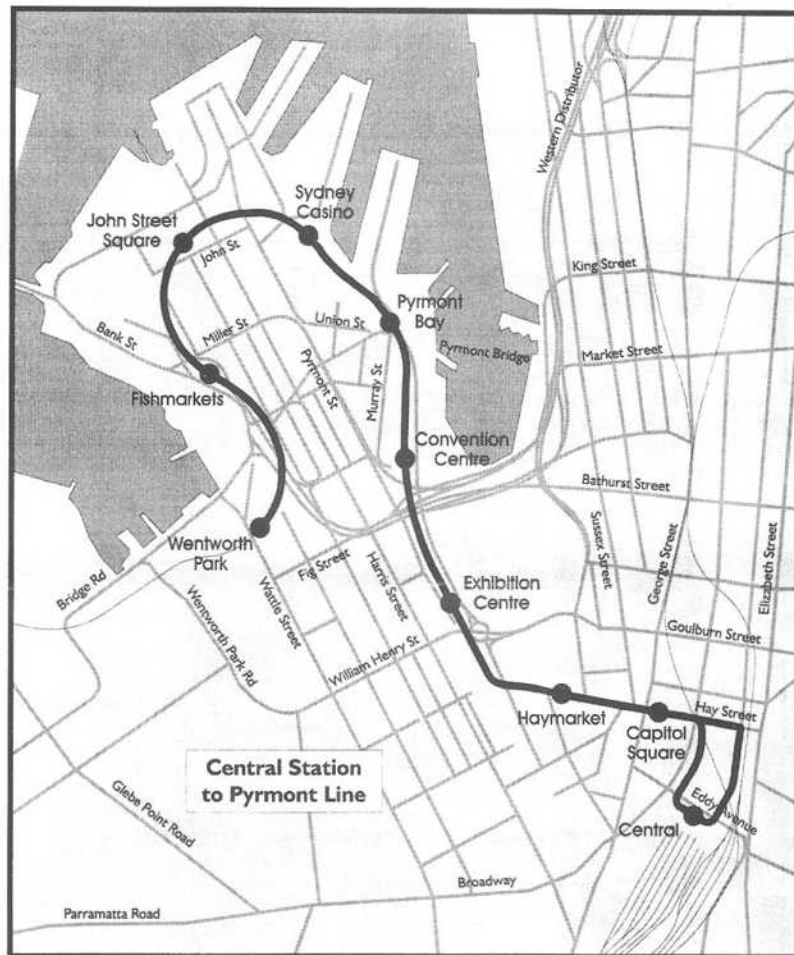 Western Distributor
Sydney
Casino
John Street
Square
John St
King Street
Pyrmont
Bay
Union St
Miller St
Bank St
Pyrmont Bridge
Market Street
Pyrmont St
Murray St
Fishmarkets
Convention
Centre
Bathurst Street
Wentworth
Park
Fig Street
Harris Street
Sussex Street
George Street
Elizabeth Street
Bridge Rd
Wattle Street
Wentworth Park Rd
Exhibition
Centre
Goulburn Street
William Henry St
Haymarket
Hay Street
Capitol
Square
Central Station
to Pyrmont Line
Glebe Point Road
Eddy Avenue
Central
Broadway
Parramatta Road